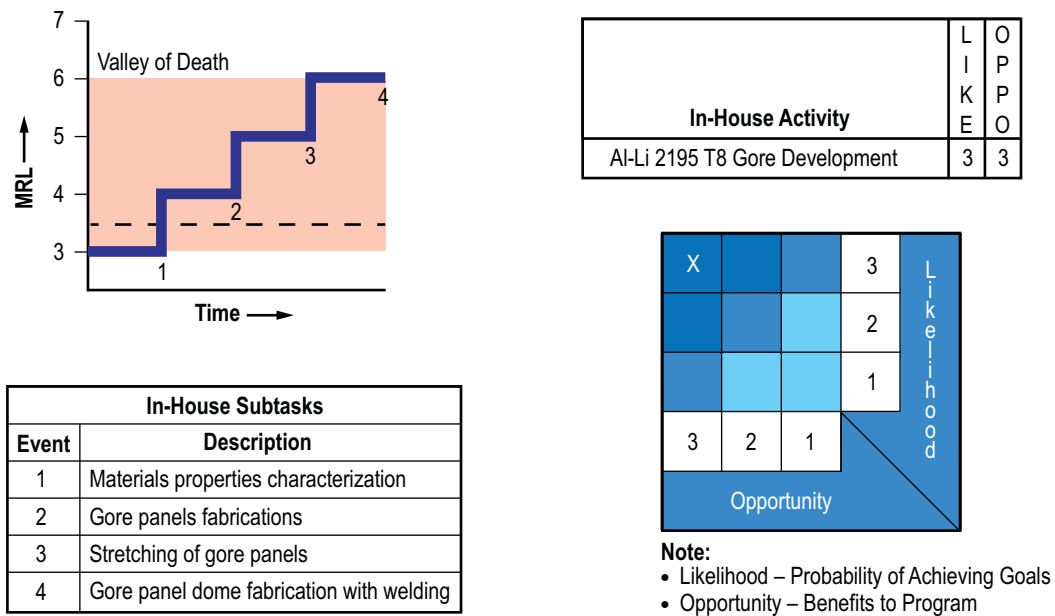 7
6
5
4
3
MRL
Valley of Death
1
2
3
4
Time
In-House Activity
LIKE
OPPO
Al-Li 2195 T8 Gore Development 3 3
X
3
2
1
3 2 1
Likelihood
Opportunity
Note:
• Likelihood – Probability of Achieving Goals
• Opportunity – Benefits to Program
In-House Subtasks
Event Description
1 Materials properties characterization
2 Gore panels fabrications
3 Stretching of gore panels
4 Gore panel dome fabrication with welding